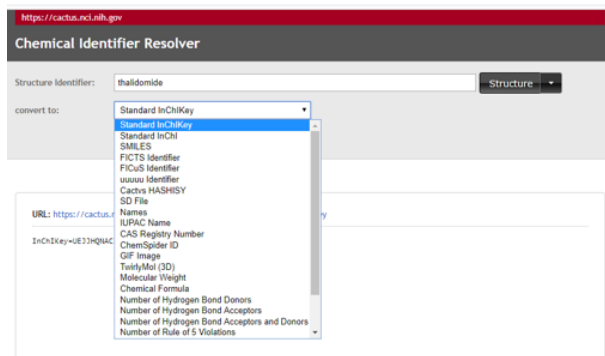 https://cactus.nci.nih.gov
Chemical Identifier Resolver
Structure Identifier: thalidomide Structure
convert to: Standard InChIKey
Standard InChIKey
Standard InChI
SMILES
FICTS Identifier
FICuS Identifier
uuuuu Identifier
Cactvs HASHISY
SD File
Names
IUPAC Name
CAS Registry Number
ChemSpider ID
GIF Image
TwirlyMol (3D)
Molecular Weight
Chemical Formula
Number of Hydrogen Bond Donors
Number of Hydrogen Bond Acceptors
Number of Hydrogen Bond Acceptors and Donors
Number of Rule of 5 Violations
URL: https://cactus.n ey
InChIKey=UEJJHQNAC